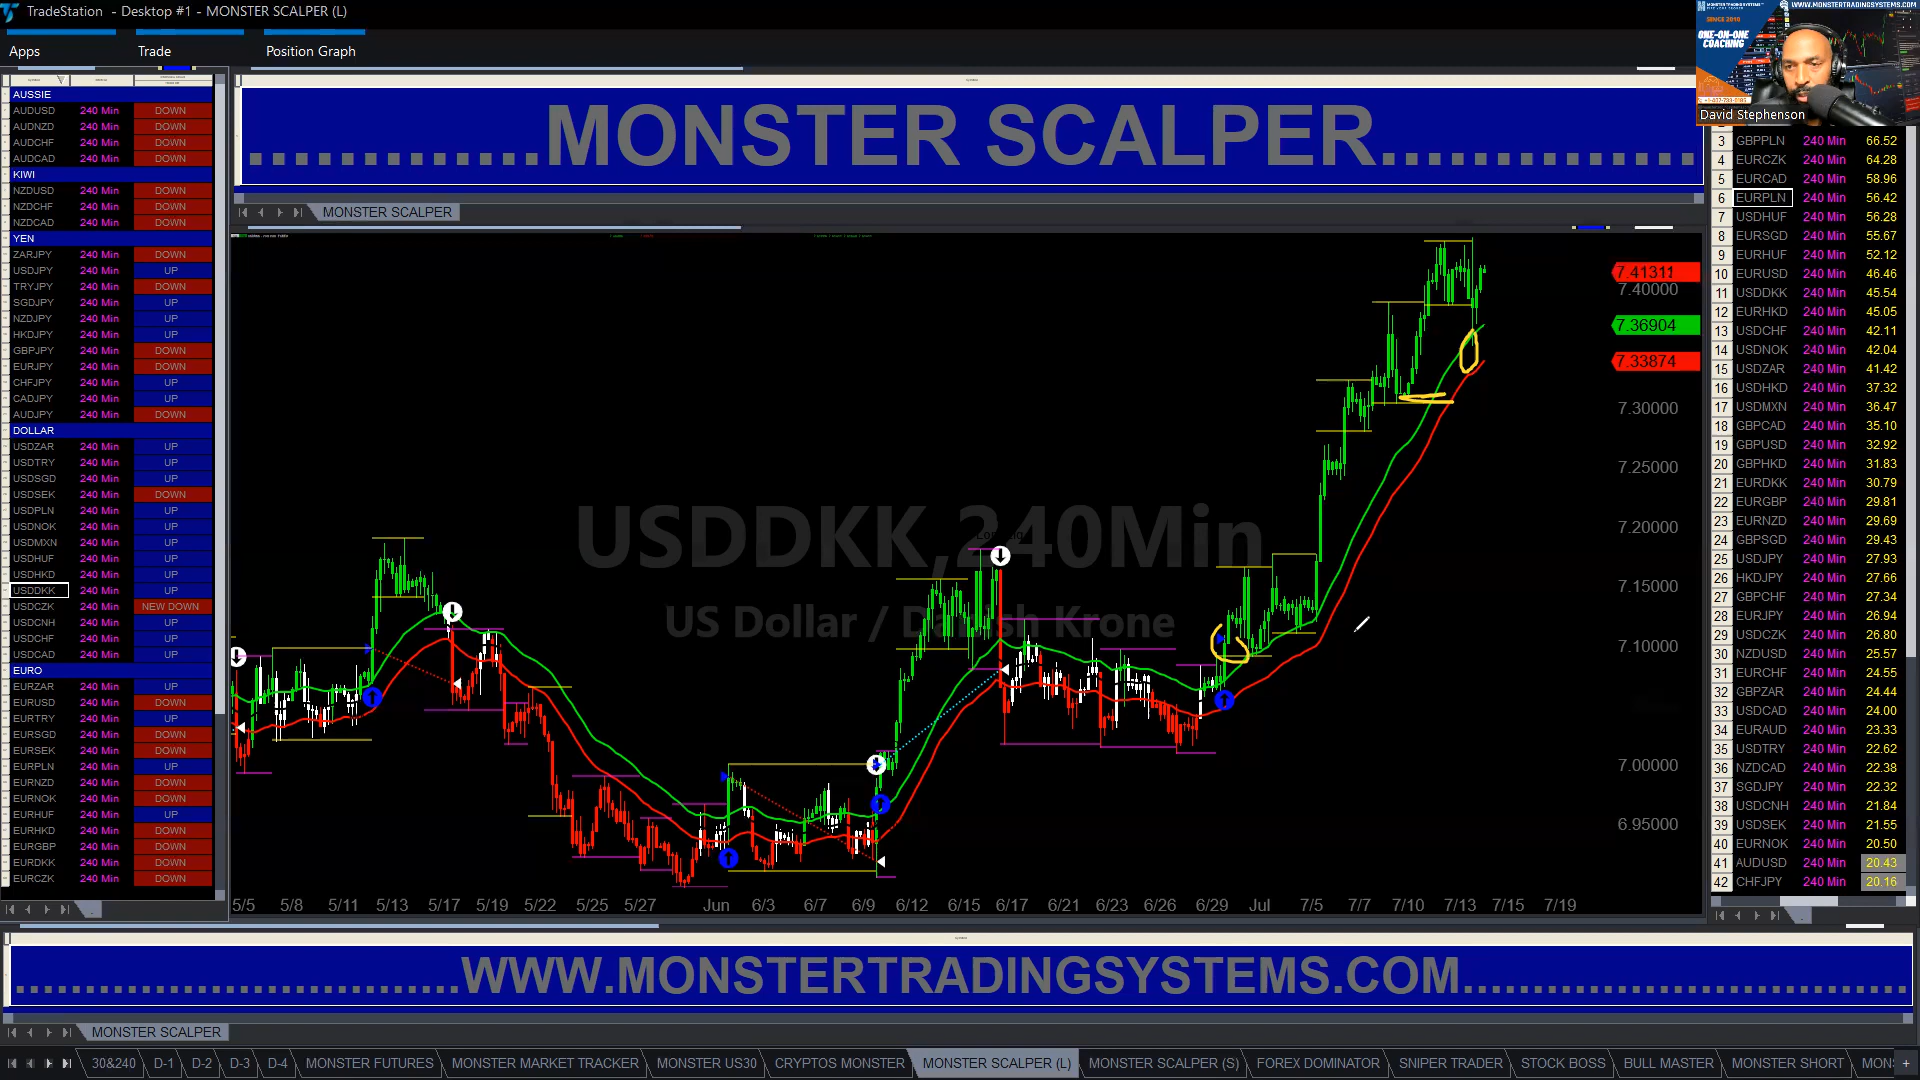 TradeStation - Desktop #1 - MONSTER SCALPER (L)
Apps Trade Position Graph
WWW.MONSTERTRADINGSYSTEMS.COM
SINCE 2010
ONE-ON-ONE
COACHING
David Stephenson
.............MONSTER SCALPER..............
MONSTER SCALPER
AUSSIE
AUDUSD 240 Min DOWN
AUDNZD 240 Min DOWN
AUDCHF 240 Min DOWN
AUDCAD 240 Min DOWN
KIWI
NZDUSD 240 Min DOWN
NZDCHF 240 Min DOWN
NZDCAD 240 Min DOWN
YEN
ZARJPY 240 Min DOWN
USDJPY 240 Min UP
TRYJPY 240 Min DOWN
SGDJPY 240 Min UP
NZDJPY 240 Min UP
HKDJPY 240 Min UP
GBPJPY 240 Min DOWN
EURJPY 240 Min DOWN
CHFJPY 240 Min UP
CADJPY 240 Min UP
AUDJPY 240 Min DOWN
DOLLAR
USDZAR 240 Min UP
USDTRY 240 Min UP
USDSGD 240 Min UP
USDSEK 240 Min DOWN
USDPLN 240 Min UP
USDNOK 240 Min UP
USDMXN 240 Min UP
USDHUF 240 Min UP
USDHKD 240 Min UP
USDDKK 240 Min UP
USDCZK 240 Min NEW DOWN
USDCNH 240 Min UP
USDCHF 240 Min UP
USDCAD 240 Min UP
EURO
EURZAR 240 Min UP
EURUSD 240 Min DOWN
EURTRY 240 Min UP
EURSGD 240 Min DOWN
EURSEK 240 Min DOWN
EURPLN 240 Min UP
EURNZD 240 Min DOWN
EURNOK 240 Min DOWN
EURHUF 240 Min UP
EURHKD 240 Min DOWN
EURGBP 240 Min DOWN
EURDKK 240 Min DOWN
EURCZK 240 Min DOWN
USDDKK,240Min
US Dollar / Danish Krone
7.41311
7.40000
7.36904
7.33874
7.30000
7.25000
7.20000
7.15000
7.10000
7.00000
6.95000
5/5 5/8 5/11 5/13 5/17 5/19 5/22 5/25 5/27 Jun 6/3 6/7 6/9 6/12 6/15 6/17 6/21 6/23 6/26 6/29 Jul 7/5 7/7 7/10 7/13 7/15 7/19
3 GBPPLN 240 Min 66.52
4 EURCZK 240 Min 64.28
5 EURCAD 240 Min 58.96
6 EURPLN 240 Min 56.42
7 USDHUF 240 Min 56.28
8 EURSGD 240 Min 55.67
9 EURHUF 240 Min 52.12
10 EURUSD 240 Min 46.46
11 USDDKK 240 Min 45.54
12 EURHKD 240 Min 45.05
13 USDCHF 240 Min 42.11
14 USDNOK 240 Min 42.04
15 USDZAR 240 Min 41.42
16 USDHKD 240 Min 37.32
17 USDMXN 240 Min 36.47
18 GBPCAD 240 Min 35.10
19 GBPUSD 240 Min 32.92
20 GBPHKD 240 Min 31.83
21 EURDKK 240 Min 30.79
22 EURGBP 240 Min 29.81
23 EURNZD 240 Min 29.69
24 GBPSGD 240 Min 29.43
25 USDJPY 240 Min 27.93
26 HKDJPY 240 Min 27.66
27 GBPCHF 240 Min 27.34
28 EURJPY 240 Min 26.94
29 USDCZK 240 Min 26.80
30 NZDUSD 240 Min 25.57
31 EURCHF 240 Min 24.55
32 GBPZAR 240 Min 24.44
33 USDCAD 240 Min 24.00
34 EURAUD 240 Min 23.33
35 USDTRY 240 Min 22.62
36 NZDCAD 240 Min 22.38
37 SGDJPY 240 Min 22.32
38 USDCNH 240 Min 21.84
39 USDSEK 240 Min 21.55
40 EURNOK 240 Min 20.50
41 AUDUSD 240 Min 20.43
42 CHFJPY 240 Min 20.16
WWW.MONSTERTRADINGSYSTEMS.COM
MONSTER SCALPER
30&240 D-1 D-2 D-3 D-4 MONSTER FUTURES MONSTER MARKET TRACKER MONSTER US30 CRYPTOS MONSTER MONSTER SCALPER (L) MONSTER SCALPER (S) FOREX DOMINATOR SNIPER TRADER STOCK BOSS BULL MASTER MONSTER SHORT